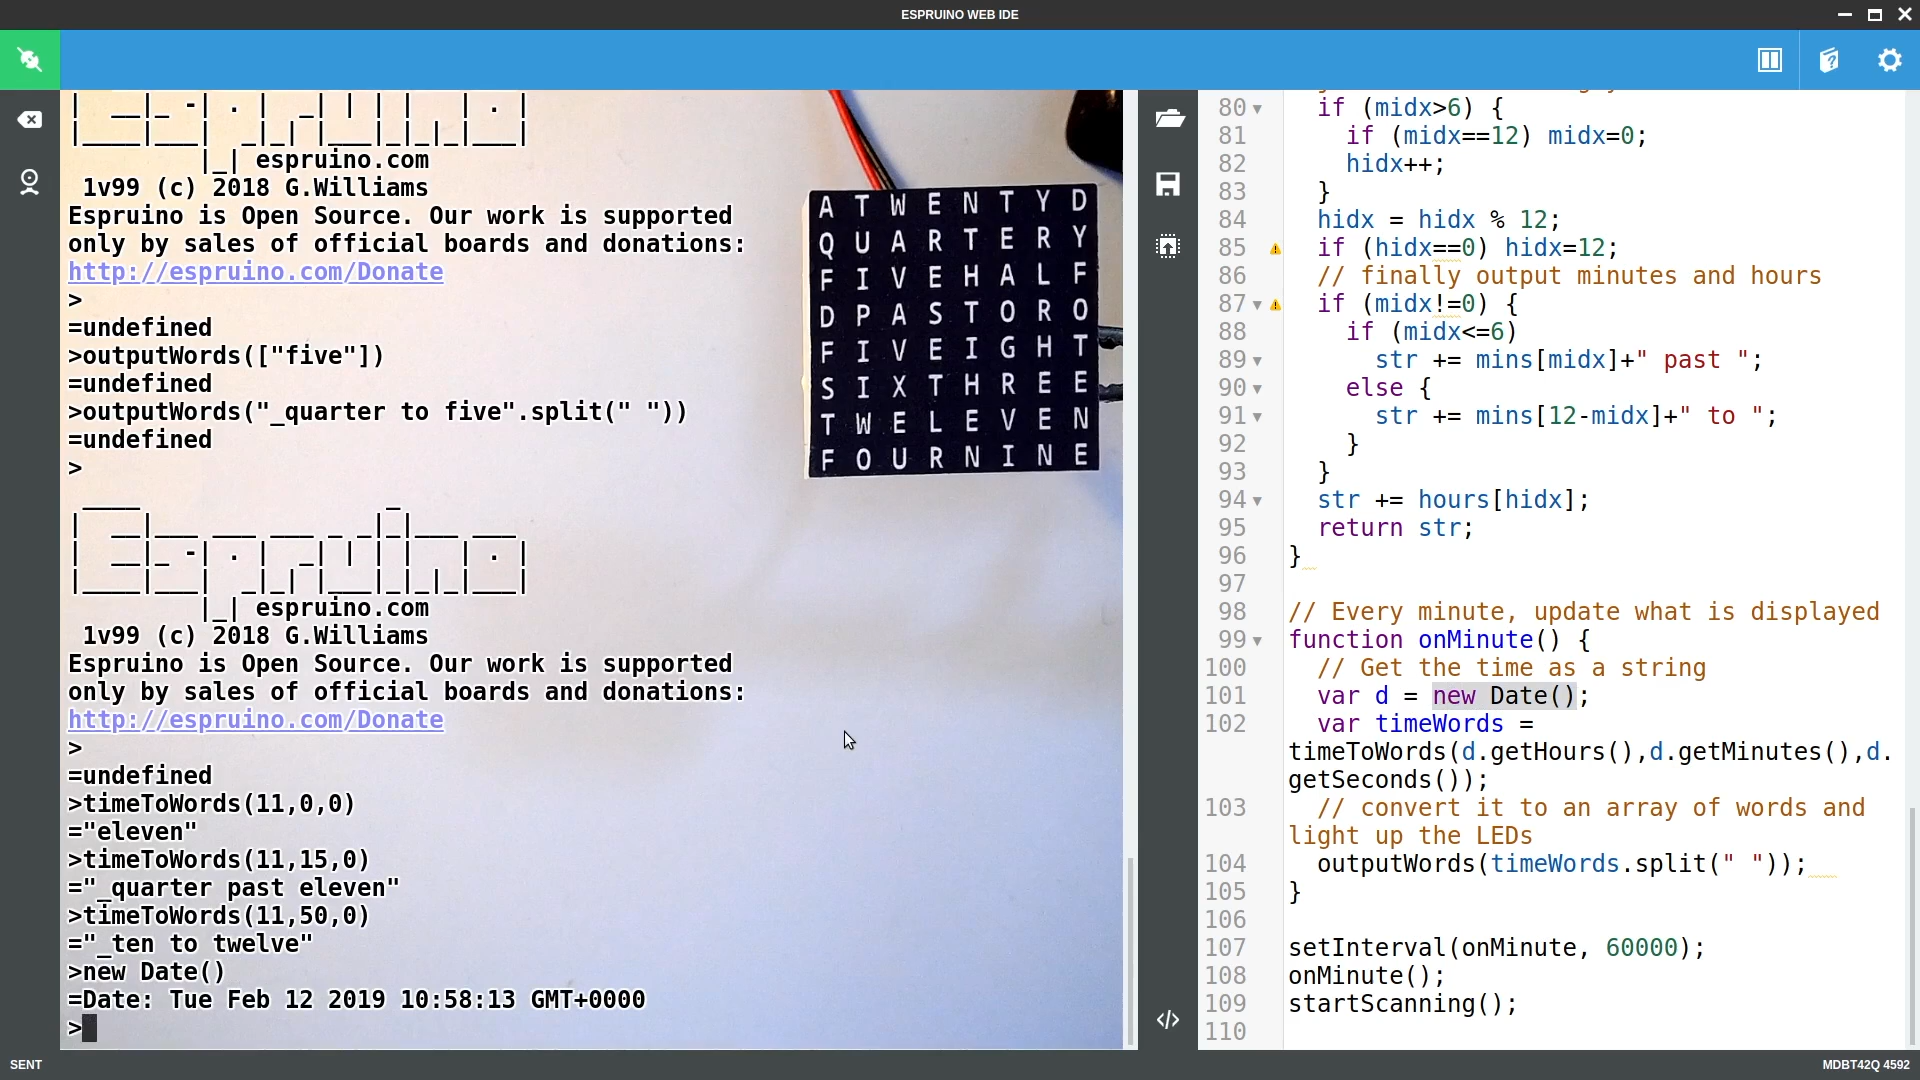 ESPRUINO WEB IDE
|_| espruino.com
1v99 (c) 2018 G.Williams
Espruino is Open Source. Our work is supported
only by sales of official boards and donations:
http://espruino.com/Donate
>
=undefined
>outputWords(["five"])
=undefined
>outputWords("_quarter to five".split(" "))
=undefined
>
|_| espruino.com
1v99 (c) 2018 G.Williams
Espruino is Open Source. Our work is supported
only by sales of official boards and donations:
http://espruino.com/Donate
>
=undefined
>timeToWords(11,0,0)
="eleven"
>timeToWords(11,15,0)
="_quarter past eleven"
>timeToWords(11,50,0)
="_ten to twelve"
>new Date()
=Date: Tue Feb 12 2019 10:58:13 GMT+0000
>
A T W E N T Y D
Q U A R T E R Y
F I V E H A L F
D P A S T O R O
F I V E I G H T
S I X T H R E E
T W E L E V E N
F O U R N I N E
80 if (midx>6) {
81 if (midx==12) midx=0;
82 hidx++;
83 }
84 hidx = hidx % 12;
85 if (hidx==0) hidx=12;
86 // finally output minutes and hours
87 if (midx!=0) {
88 if (midx<=6)
89 str += mins[midx]+" past ";
90 else {
91 str += mins[12-midx]+" to ";
92 }
93 }
94 str += hours[hidx];
95 return str;
96 }
97
98 // Every minute, update what is displayed
99 function onMinute() {
100 // Get the time as a string
101 var d = new Date();
102 var timeWords =
timeToWords(d.getHours(),d.getMinutes(),d.
getSeconds());
103 // convert it to an array of words and
light up the LEDs
104 outputWords(timeWords.split(" "));
105 }
106
107 setInterval(onMinute, 60000);
108 onMinute();
109 startScanning();
110
SENT
MDBT42Q 4592